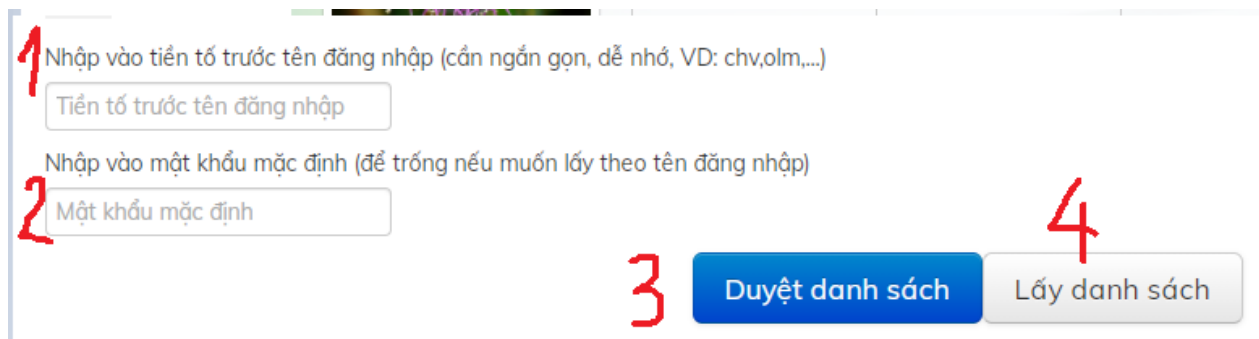 1
Nhập vào tiền tố trước tên đăng nhập (cần ngắn gọn, dễ nhớ, VD: chv,olm,...)
Tiền tố trước tên đăng nhập
Nhập vào mật khẩu mặc định (để trống nếu muốn lấy theo tên đăng nhập)
2
Mật khẩu mặc định
3
Duyệt danh sách
4
Lấy danh sách